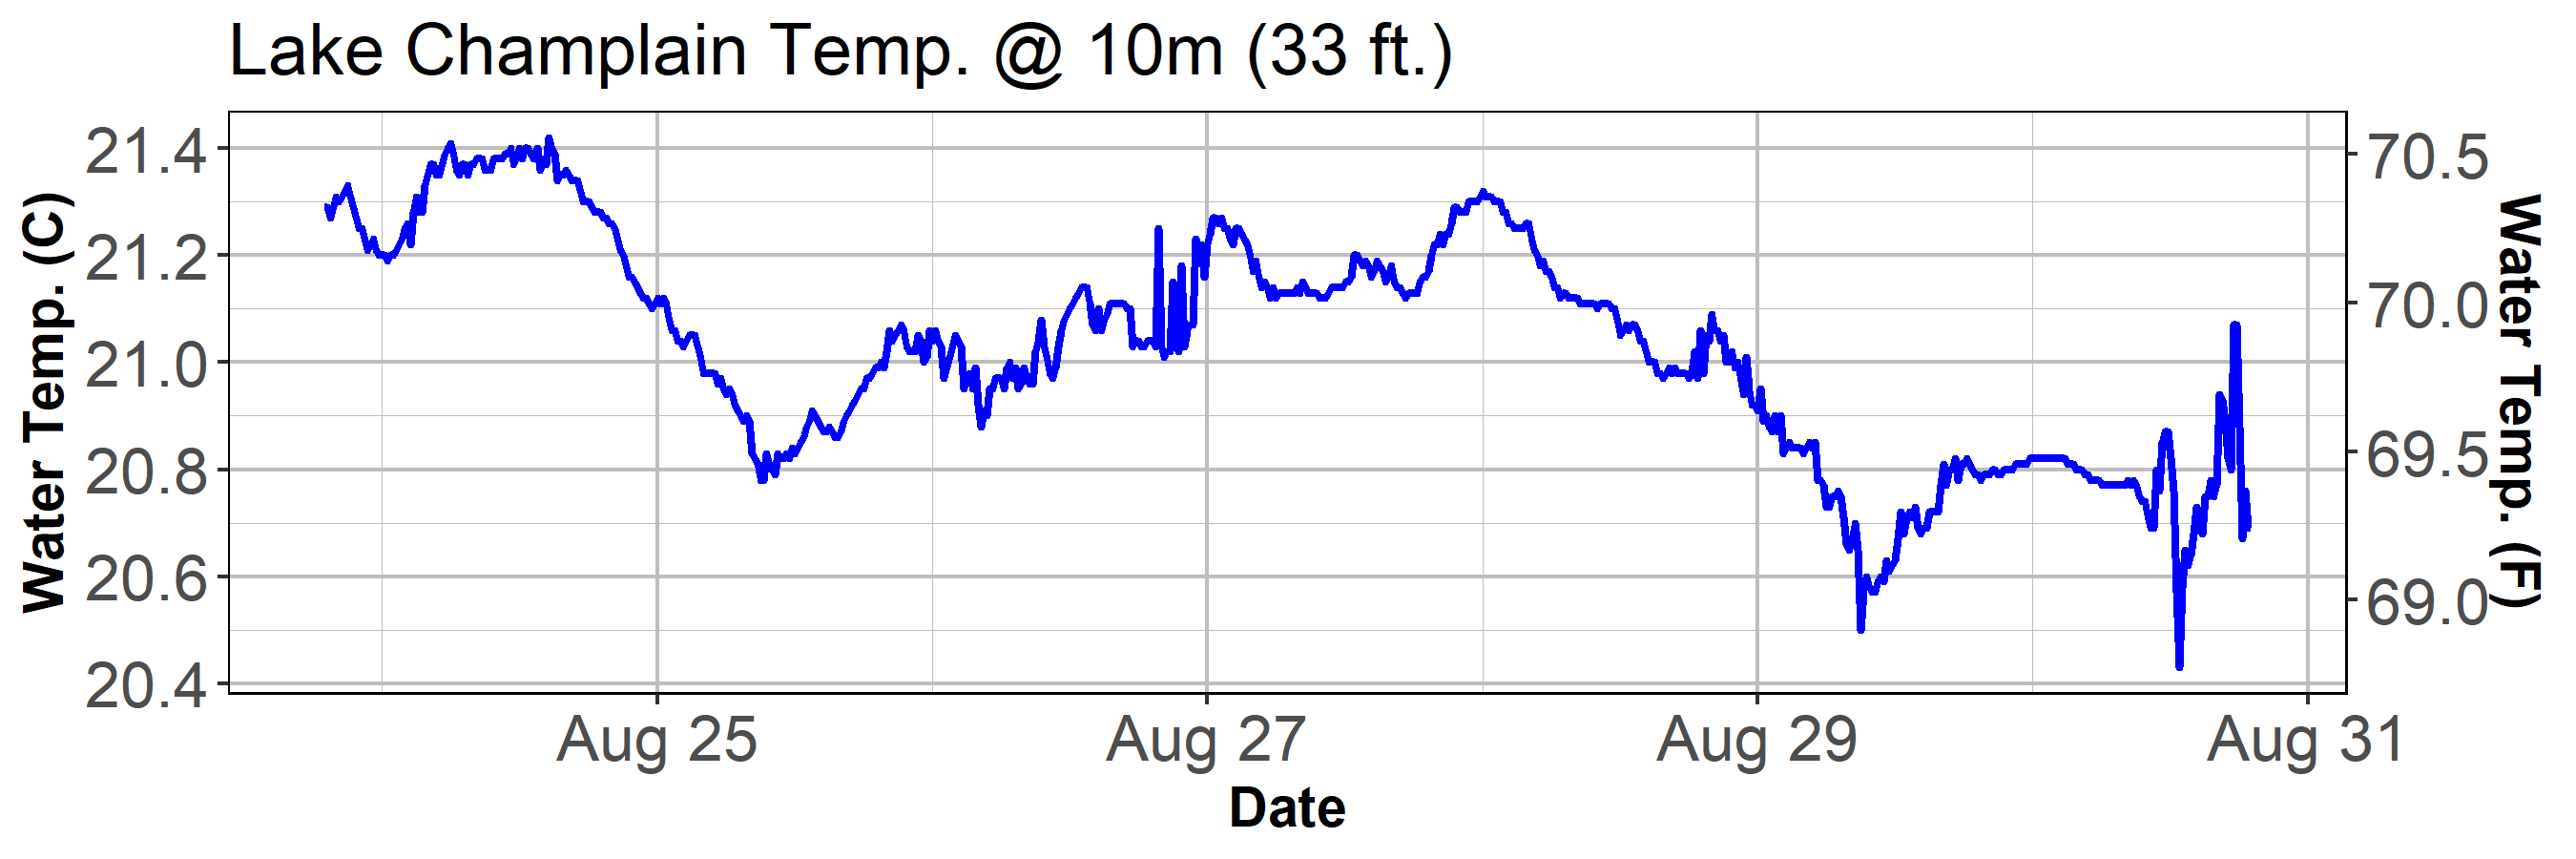 Lake Champlain Temp. @ 10m (33 ft.)
Water Temp. (C)
21.4
21.2
21.0
20.8
20.6
20.4
70.5
70.0
69.5
69.0
Water Temp. (F)
Aug 25
Aug 27
Aug 29
Aug 31
Date